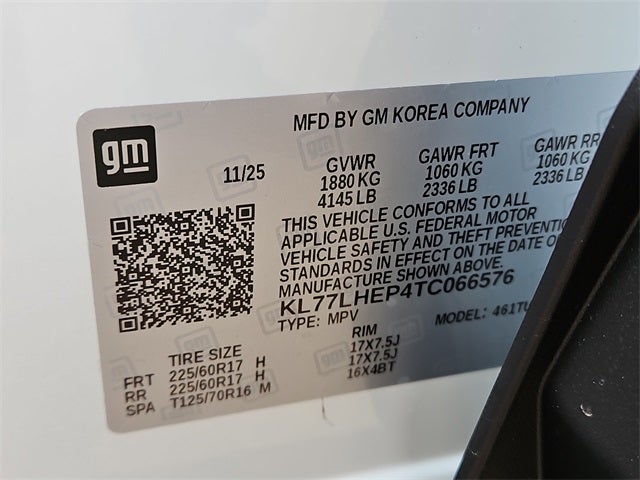 MFD BY GM KOREA COMPANY
gm
11/25
GVWR GAWR FRT GAWR RR
1880 KG 1060 KG 1060 KG
4145 LB 2336 LB 2336 LB
THIS VEHICLE CONFORMS TO ALL
APPLICABLE U.S. FEDERAL MOTOR
VEHICLE SAFETY AND THEFT PREVENTION
STANDARDS IN EFFECT ON THE DATE OF
MANUFACTURE SHOWN ABOVE.
KL77LHEP4TC066576
TYPE: MPV MODEL: 461TU
TIRE SIZE RIM
FRT 225/60R17 H 17X7.5J
RR 225/60R17 H 17X7.5J
SPA T125/70R16 M 16X4BT